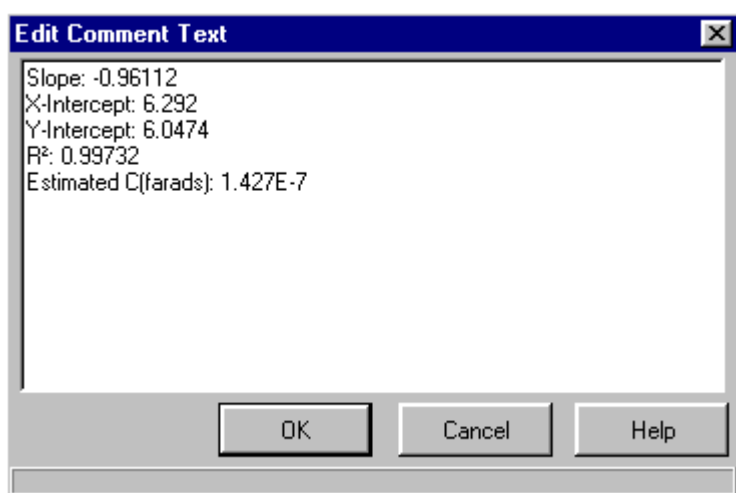 Edit Comment Text
Slope: -0.96112
X-Intercept: 6.292
Y-Intercept: 6.0474
R²: 0.99732
Estimated C(farads): 1.427E-7
OK Cancel Help